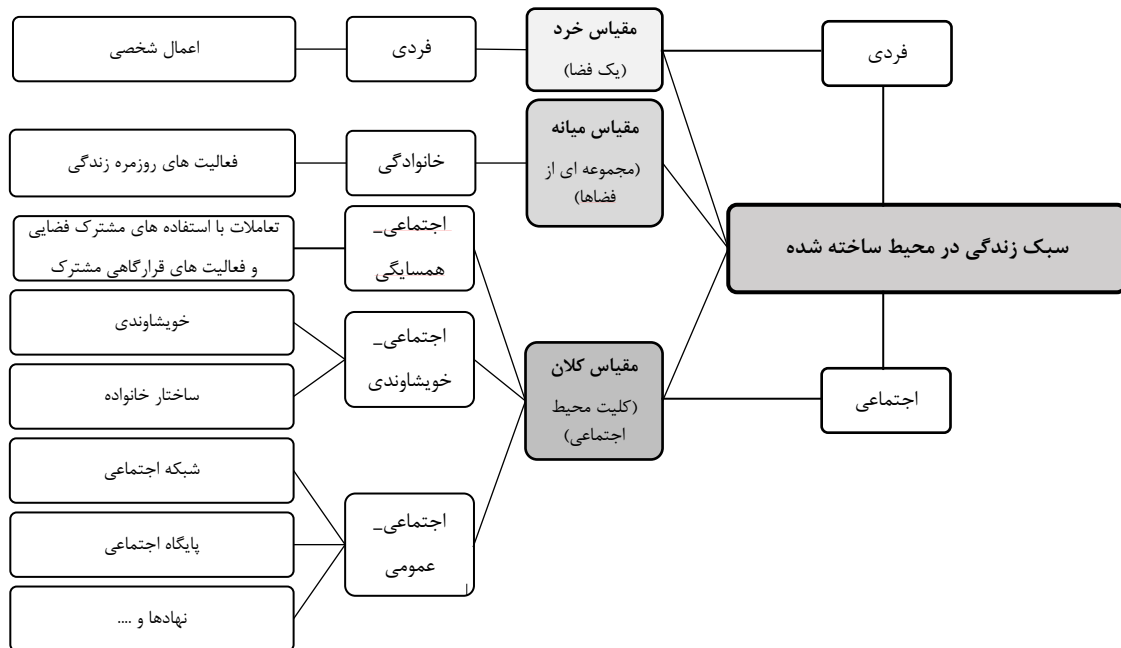 فردی
سبک زندگی در محیط ساخته شده
اجتماعی
مقیاس خرد
(یک فضا)
مقیاس میانه
(مجموعه ای از
فضاها)
مقیاس کلان
(کلیت محیط
اجتماعی)
فردی
خانوادگی
اجتماعی_
همسایگی
اجتماعی_
خویشاوندی
اجتماعی_
عمومی
اعمال شخصی
فعالیت های روزمره زندگی
تعاملات با استفاده های مشترک فضایی
و فعالیت های قرارگاهی مشترک
خویشاوندی
ساختار خانواده
شبکه اجتماعی
پایگاه اجتماعی
نهادها و ....